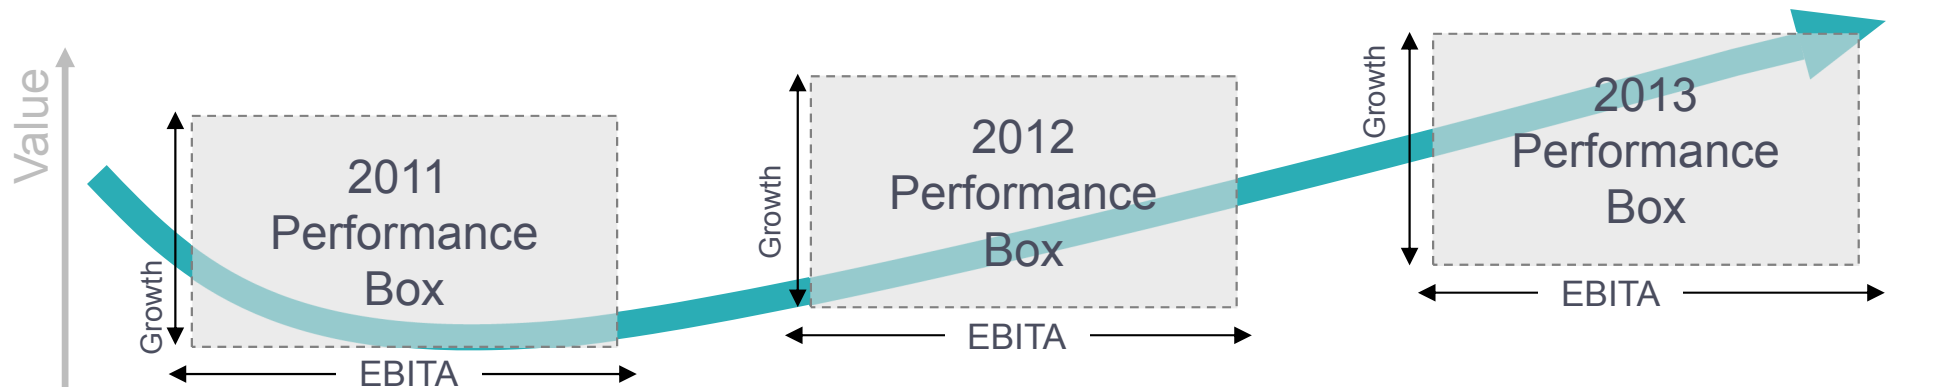 Value
Growth
2011
Performance
Box
EBITA
Growth
2012
Performance
Box
EBITA
Growth
2013
Performance
Box
EBITA